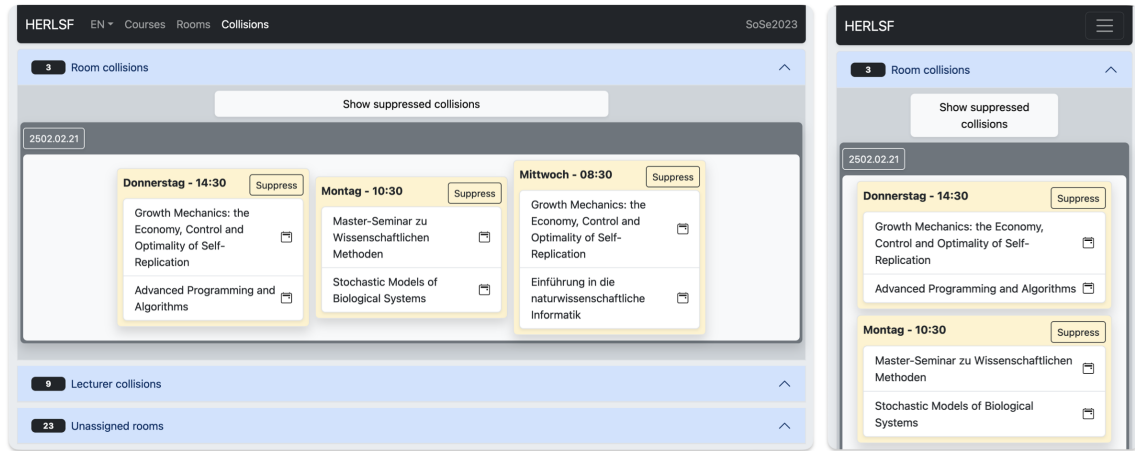 HERLSF EN Courses Rooms Collisions SoSe2023
3 Room collisions
Show suppressed collisions
2502.02.21
Donnerstag - 14:30 Suppress
Growth Mechanics: the
Economy, Control and
Optimality of Self-
Replication
Advanced Programming and
Algorithms
Montag - 10:30 Suppress
Master-Seminar zu
Wissenschaftlichen
Methoden
Stochastic Models of
Biological Systems
Mittwoch - 08:30 Suppress
Growth Mechanics: the
Economy, Control and
Optimality of Self-
Replication
Einführung in die
naturwissenschaftliche
Informatik
9 Lecturer collisions
23 Unassigned rooms
HERLSF
3 Room collisions
Show suppressed
collisions
2502.02.21
Donnerstag - 14:30 Suppress
Growth Mechanics: the Economy,
Control and Optimality of Self-
Replication
Advanced Programming and Algorithms
Montag - 10:30 Suppress
Master-Seminar zu Wissenschaftlichen
Methoden
Stochastic Models of Biological
Systems